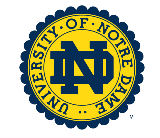 UNIVERSITY · OF · NOTRE DAME
ND